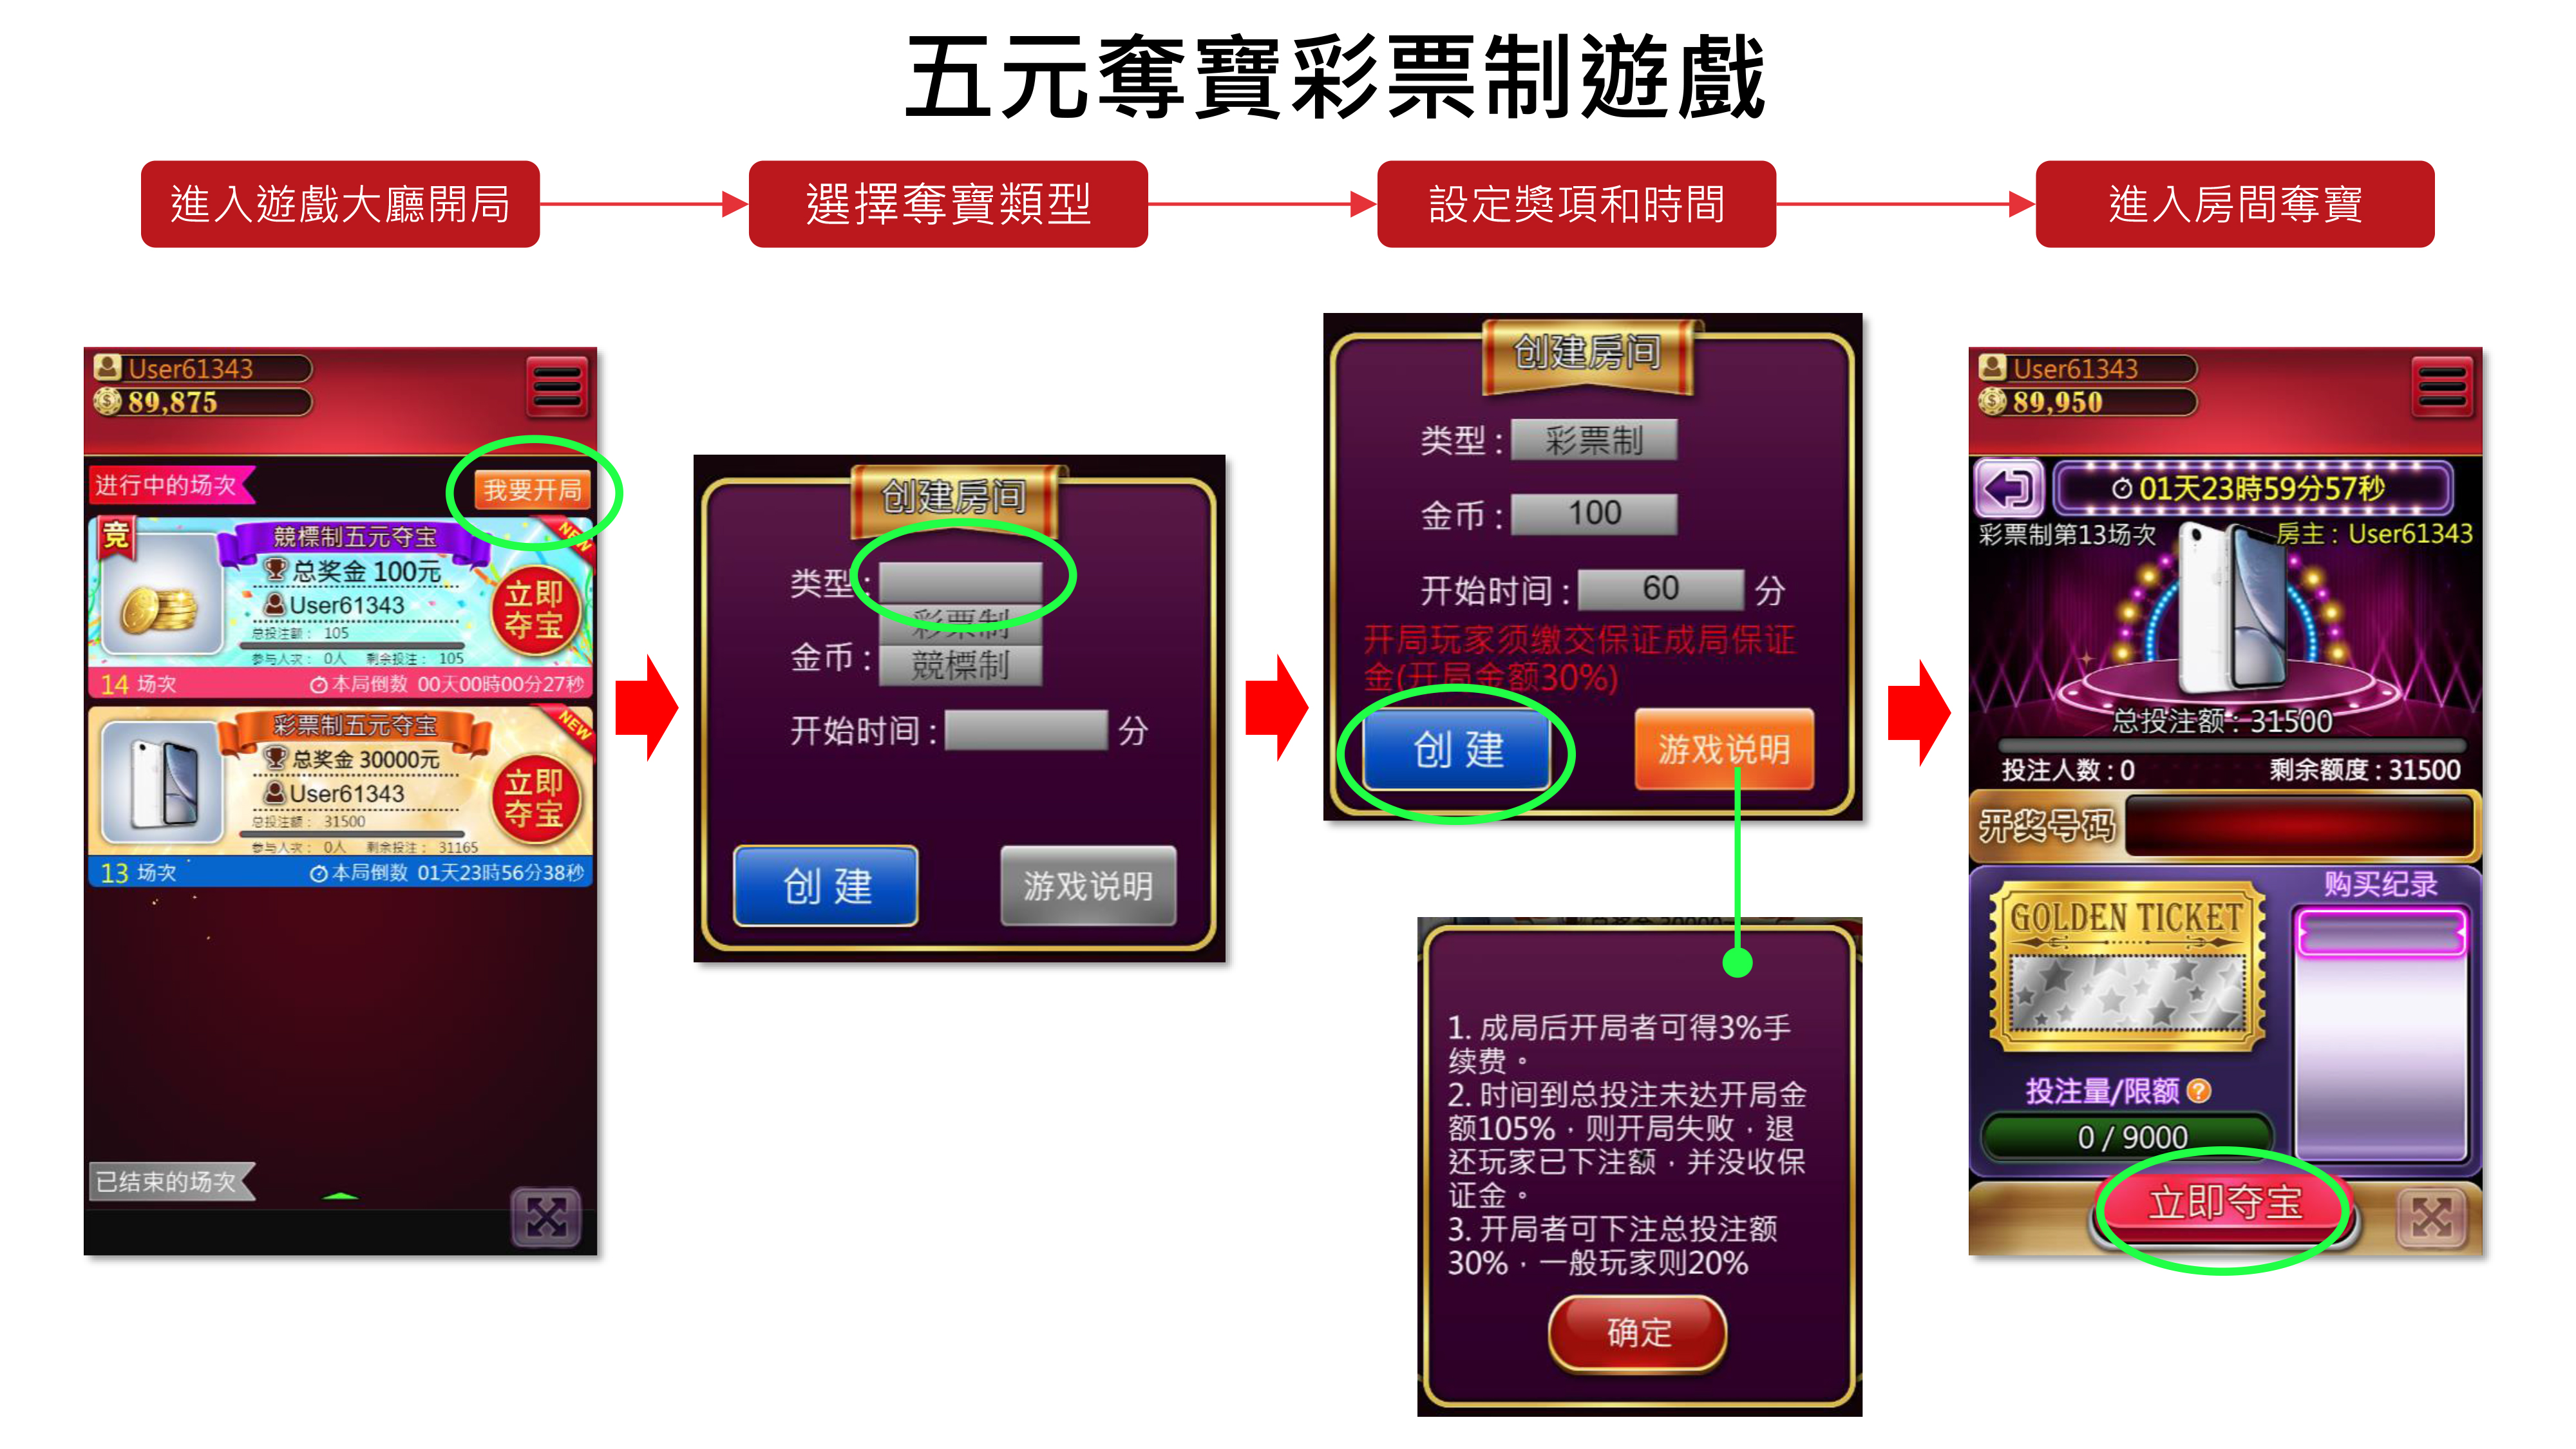 五元奪寶彩票制遊戲
進入遊戲大廳開局
選擇奪寶類型
設定獎項和時間
進入房間奪寶
User61343
89,875
进行中的场次
我要开局
竞
競標制五元夺宝
NEW
总奖金 100元
User61343
总投注额： 105
参与人次： 0人 剩余投注： 105
立即
夺宝
14 场次
本局倒数 00天00時00分27秒
彩票制五元夺宝
NEW
总奖金 30000元
User61343
总投注额： 31500
参与人次： 0人 剩余投注： 31165
立即
夺宝
13 场次
本局倒数 01天23時56分38秒
已结束的场次
创建房间
类型 :
彩票制
金币 :
競標制
开始时间 : 分
创 建
游戏说明
创建房间
类型 : 彩票制
金币 : 100
开始时间 : 60 分
开局玩家须缴交保证成局保证
金(开局金额30%)
创 建
游戏说明
1. 成局后开局者可得3%手
续费。
2. 时间到总投注未达开局金
额105%，则开局失败，退
还玩家已下注额，并没收保
证金。
3. 开局者可下注总投注额
30%，一般玩家则20%
确定
User61343
89,950
01天23時59分57秒
彩票制第13场次
房主 : User61343
总投注额 : 31500
投注人数 : 0
剩余额度 : 31500
开奖号码
购买纪录
GOLDEN TICKET
投注量/限额 ?
0 / 9000
立即夺宝